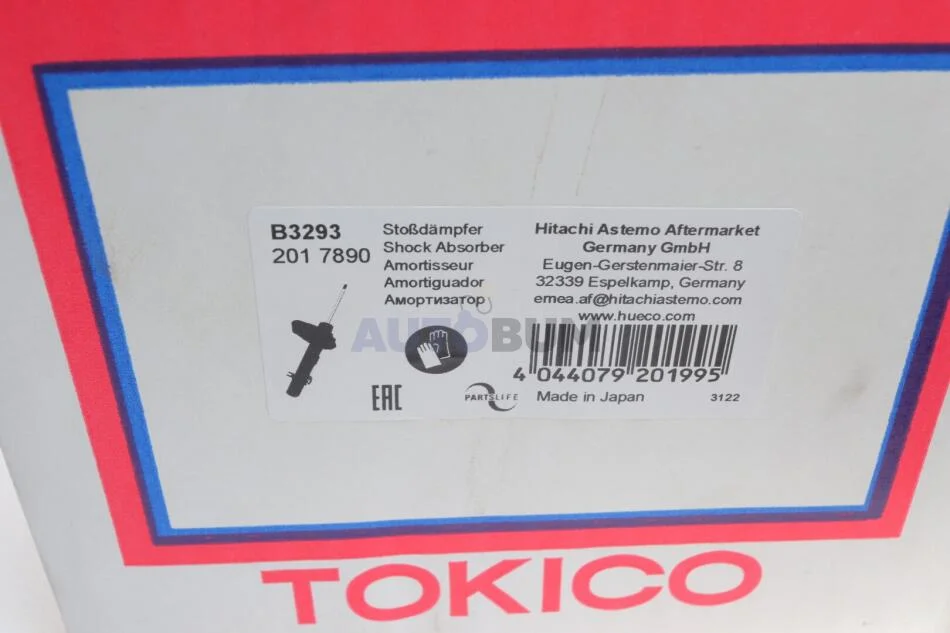 B3293
201 7890
Stoßdämpfer
Shock Absorber
Amortisseur
Amortiguador
Амортизатор
Hitachi Astemo Aftermarket
Germany GmbH
Eugen-Gerstenmaier-Str. 8
32339 Espelkamp, Germany
emea.af@hitachiastemo.com
www.hueco.com
AUTOBUM
4 044079 201995
EAC
PARTSLIFE
Made in Japan
3122
TOKICO